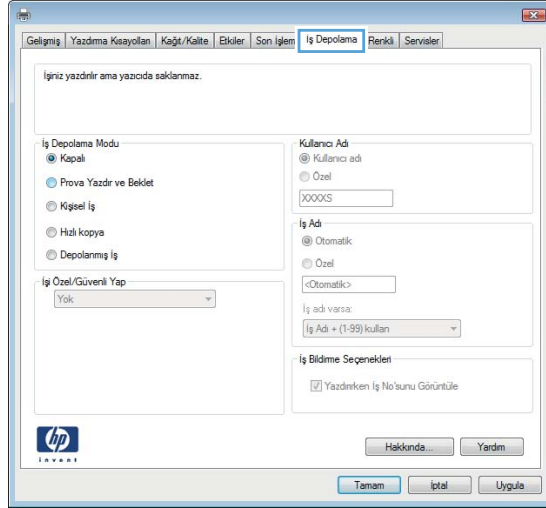 Gelişmiş Yazdırma Kısayolları Kağıt/Kalite Etkiler Son İşlem İş Depolama Renkli Servisler
İşiniz yazdırılır ama yazıcıda saklanmaz.
İş Depolama Modu
Kapalı
Prova Yazdır ve Beklet
Kişisel İş
Hızlı kopya
Depolanmış İş
İşi Özel/Güvenli Yap
Yok
Kullanıcı Adı
Kullanıcı adı
Özel
XXXXS
İş Adı
Otomatik
Özel
<Otomatik>
İş adı varsa:
İş Adı + (1-99) kullan
İş Bildirme Seçenekleri
Yazdırırken İş No'sunu Görüntüle
hp
invent
Hakkında... Yardım
Tamam İptal Uygula